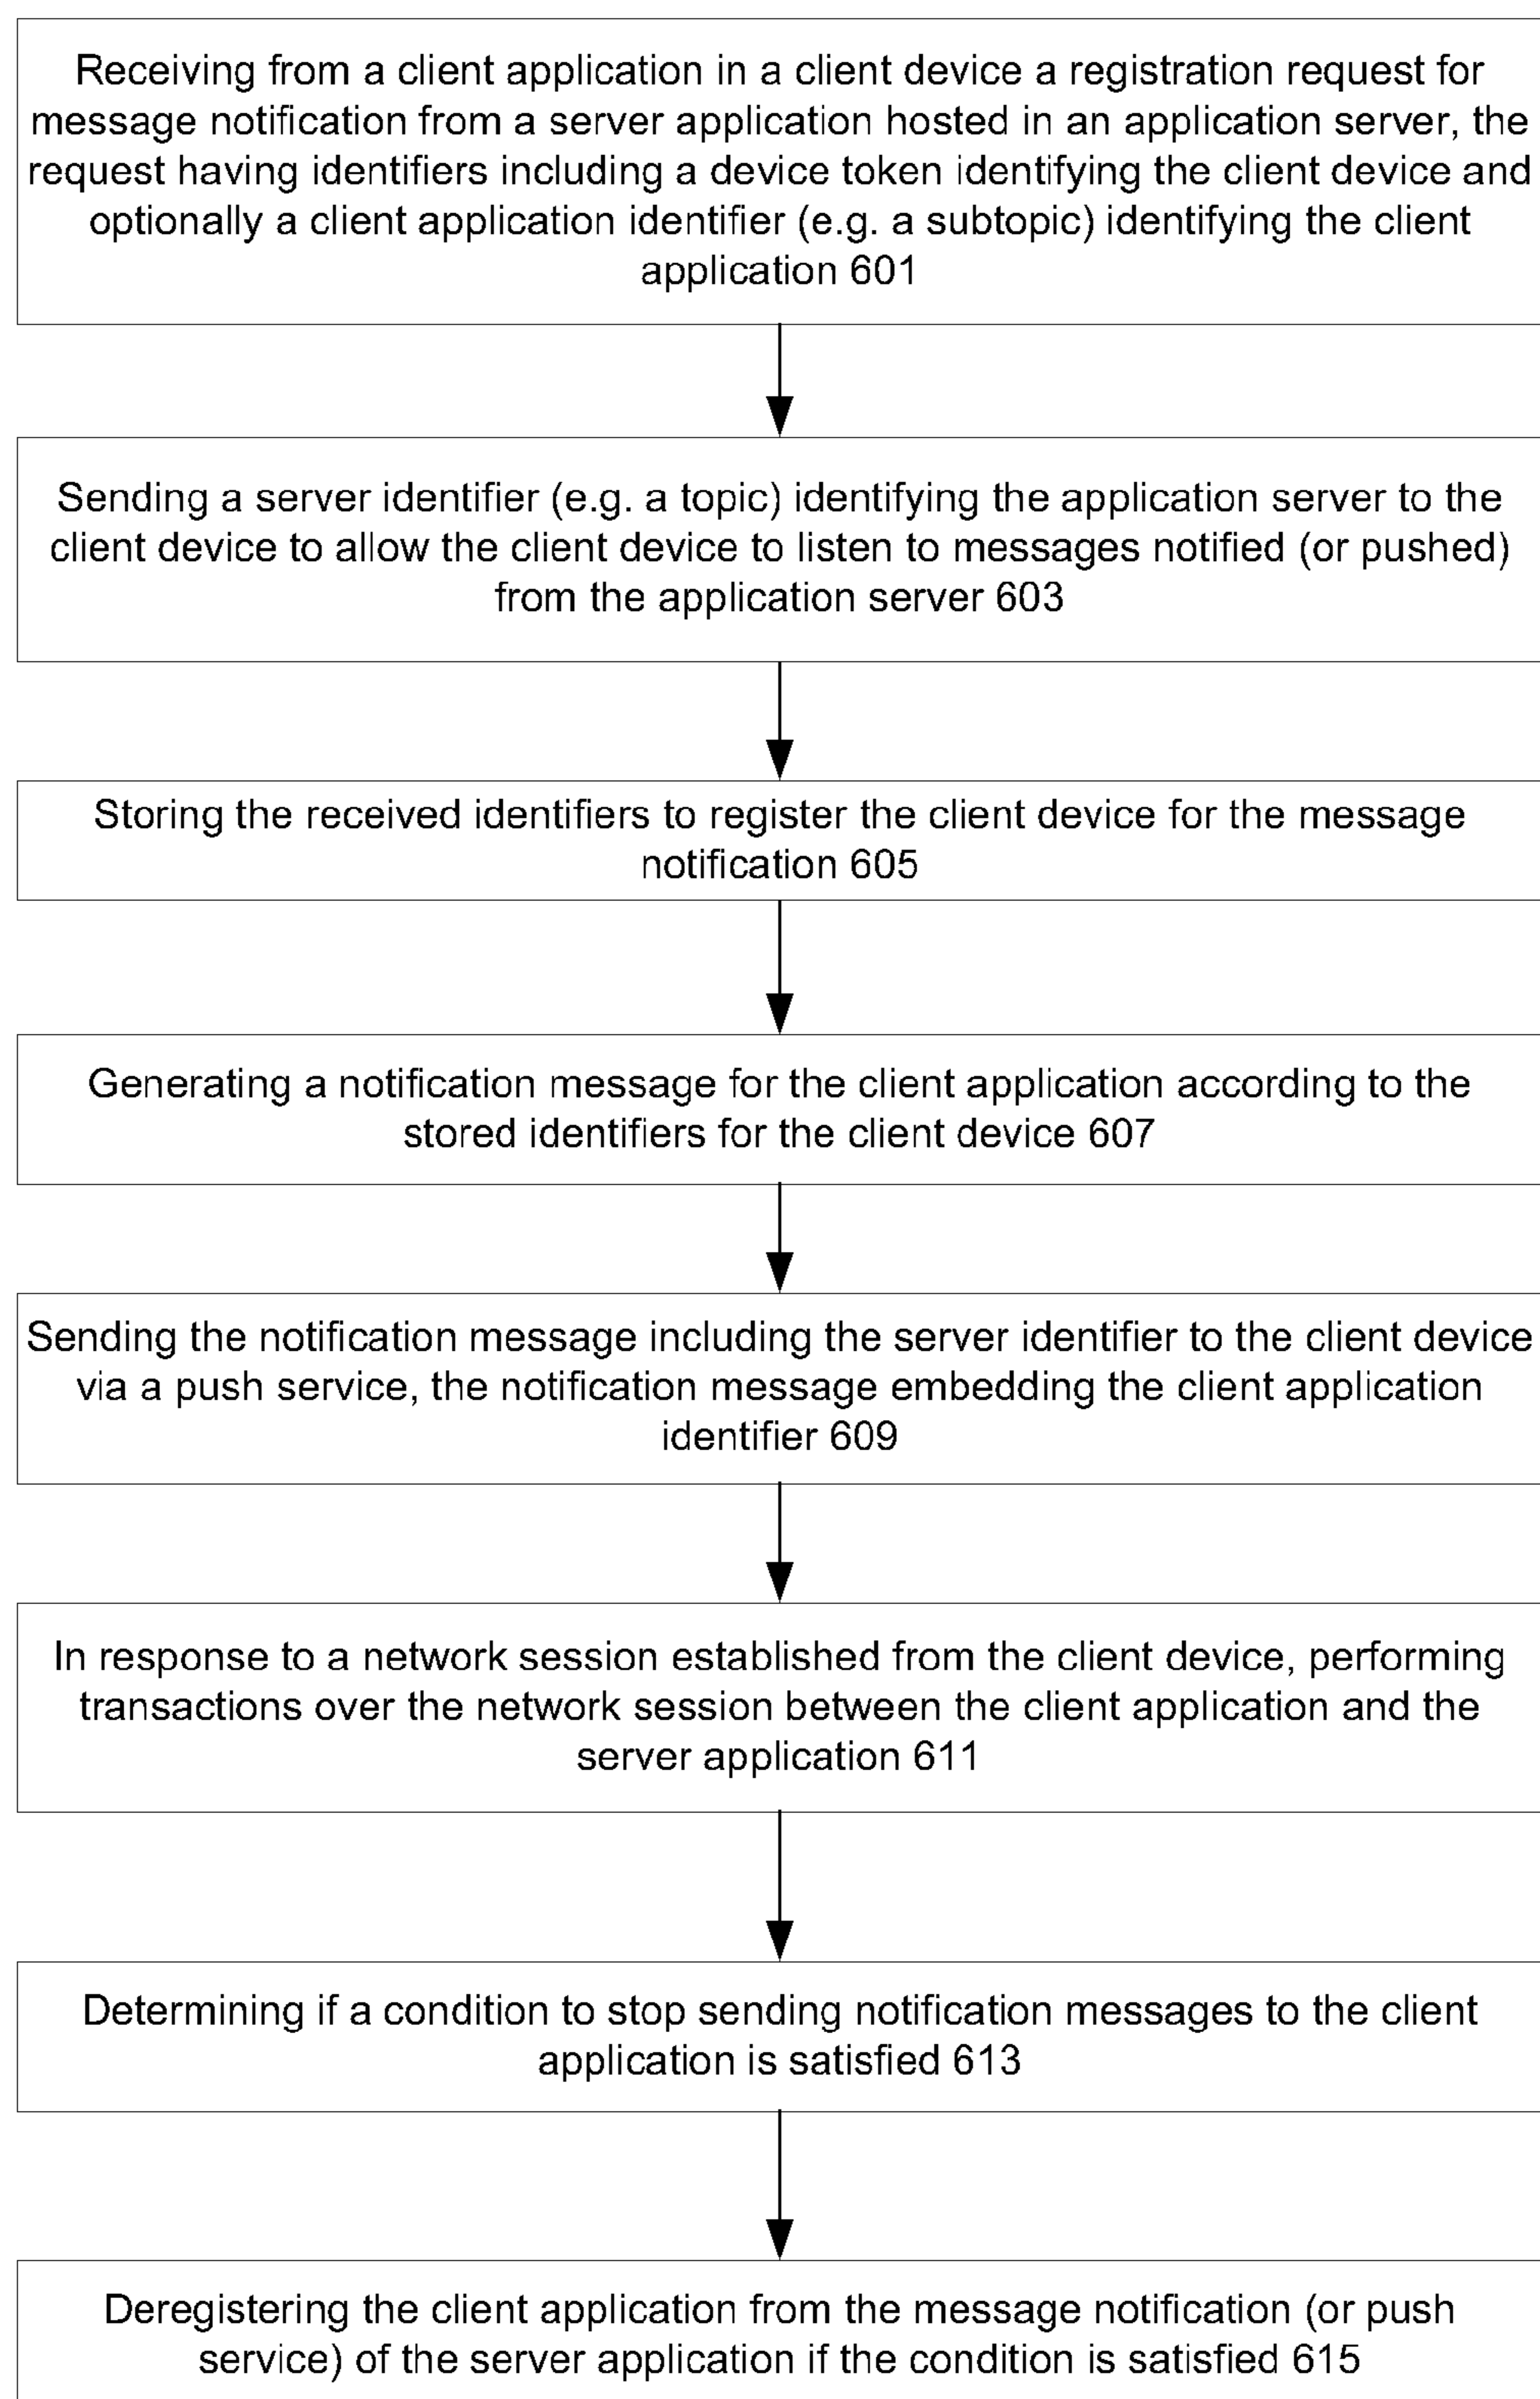 Receiving from a client application in a client device a registration request for
message notification from a server application hosted in an application server, the
request having identifiers including a device token identifying the client device and
optionally a client application identifier (e.g. a subtopic) identifying the client
application 601
Sending a server identifier (e.g. a topic) identifying the application server to the
client device to allow the client device to listen to messages notified (or pushed)
from the application server 603
Storing the received identifiers to register the client device for the message
notification 605
Generating a notification message for the client application according to the
stored identifiers for the client device 607
Sending the notification message including the server identifier to the client device
via a push service, the notification message embedding the client application
identifier 609
In response to a network session established from the client device, performing
transactions over the network session between the client application and the
server application 611
Determining if a condition to stop sending notification messages to the client
application is satisfied 613
Deregistering the client application from the message notification (or push
service) of the server application if the condition is satisfied 615